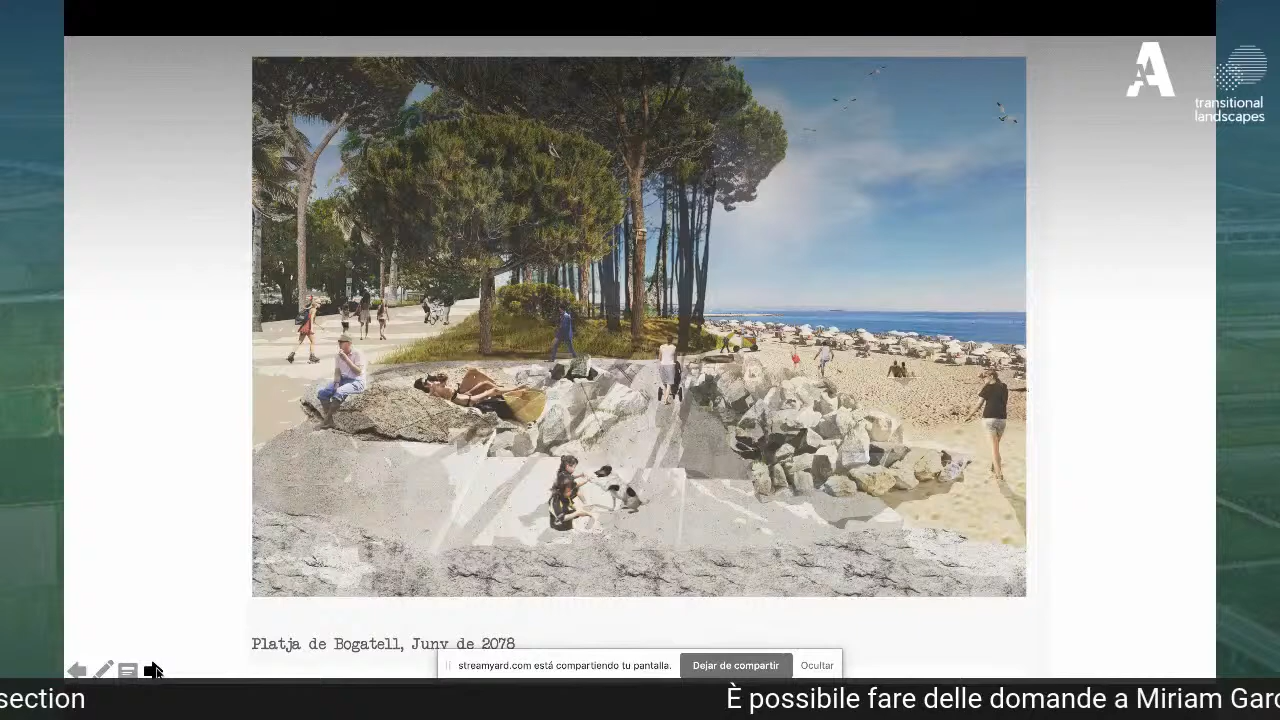 A
transitional
landscapes
Platja de Bogatell, Juny de 2078
streamyard.com está compartiendo tu pantalla.
Dejar de compartir
Ocultar
section
È possibile fare delle domande a Miriam Garc